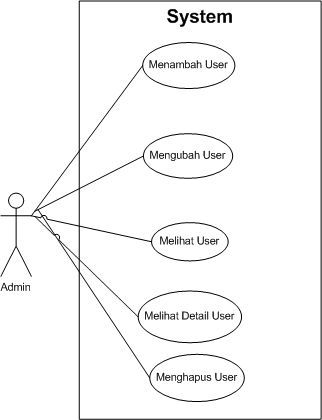 System
Menambah User
Mengubah User
Melihat User
Admin
Melihat Detail User
Menghapus User